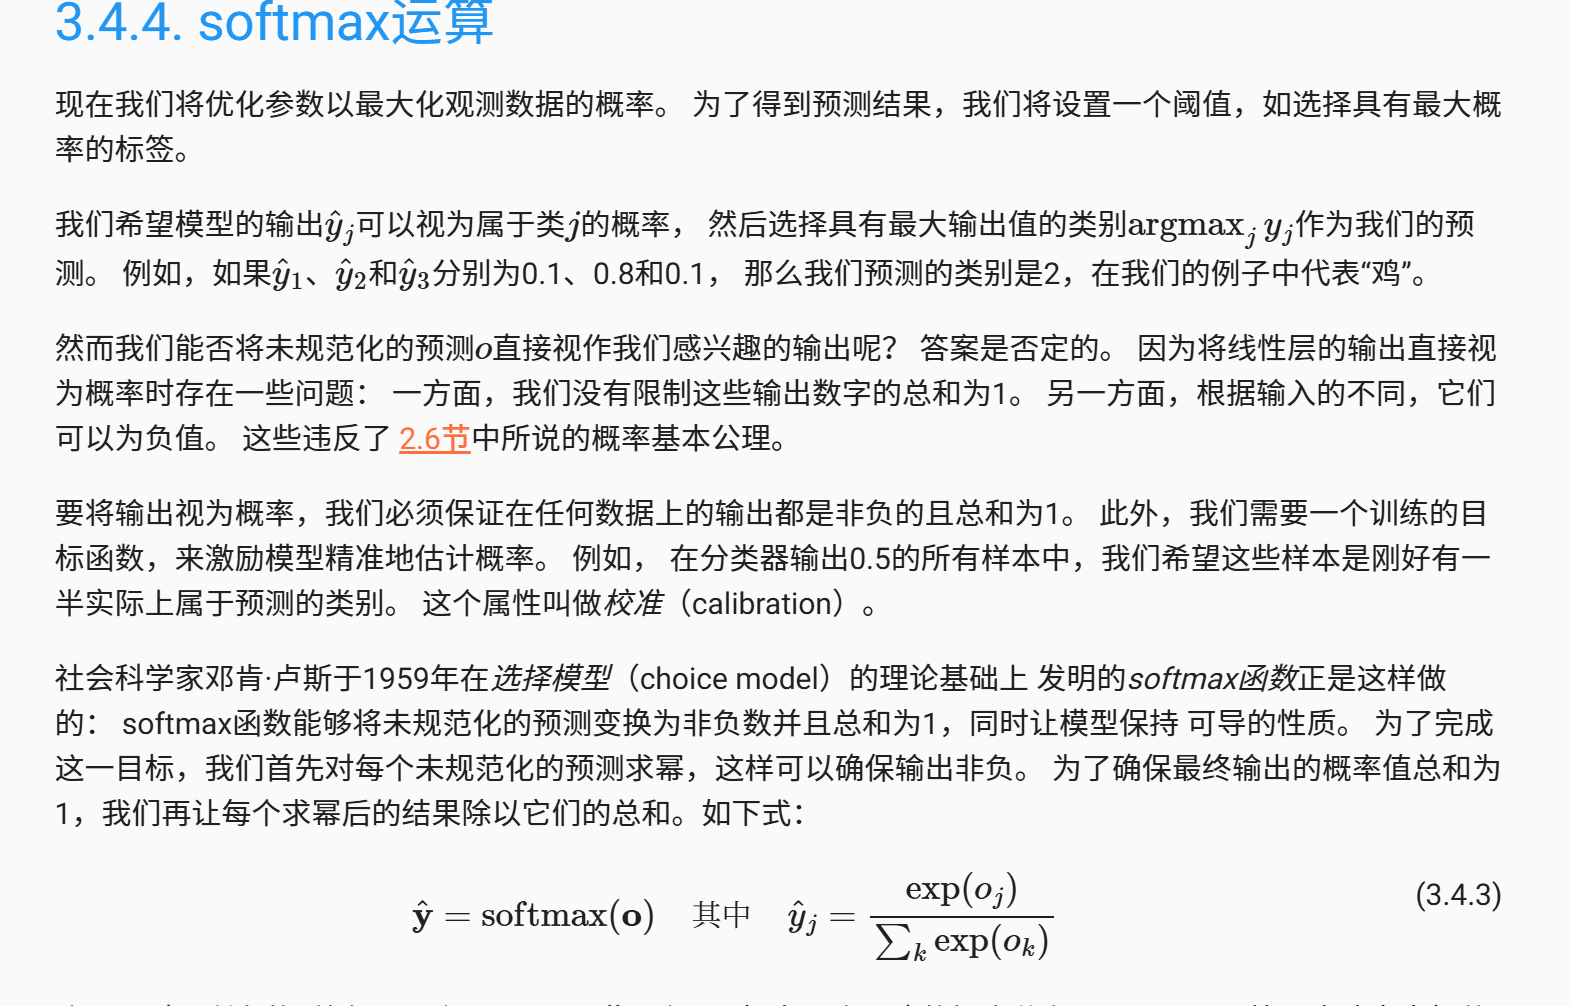 3.4.4. softmax运算
现在我们将优化参数以最大化观测数据的概率。 为了得到预测结果，我们将设置一个阈值，如选择具有最大概
率的标签。
我们希望模型的输出ŷⱼ可以视为属于类j的概率， 然后选择具有最大输出值的类别argmaxⱼ yⱼ作为我们的预
测。 例如，如果ŷ₁、ŷ₂和ŷ₃分别为0.1、0.8和0.1， 那么我们预测的类别是2，在我们的例子中代表“鸡”。
然而我们能否将未规范化的预测o直接视作我们感兴趣的输出呢？ 答案是否定的。 因为将线性层的输出直接视
为概率时存在一些问题： 一方面，我们没有限制这些输出数字的总和为1。 另一方面，根据输入的不同，它们
可以为负值。 这些违反了 2.6节中所说的概率基本公理。
要将输出视为概率，我们必须保证在任何数据上的输出都是非负的且总和为1。 此外，我们需要一个训练的目
标函数，来激励模型精准地估计概率。 例如， 在分类器输出0.5的所有样本中，我们希望这些样本是刚好有一
半实际上属于预测的类别。 这个属性叫做校准（calibration）。
社会科学家邓肯·卢斯于1959年在选择模型（choice model）的理论基础上 发明的softmax函数正是这样做
的： softmax函数能够将未规范化的预测变换为非负数并且总和为1，同时让模型保持 可导的性质。 为了完成
这一目标，我们首先对每个未规范化的预测求幂，这样可以确保输出非负。 为了确保最终输出的概率值总和为
1，我们再让每个求幂后的结果除以它们的总和。如下式：
ŷ = softmax(o) 其中 ŷⱼ = exp(oⱼ) / ∑ₖ exp(oₖ) (3.4.3)